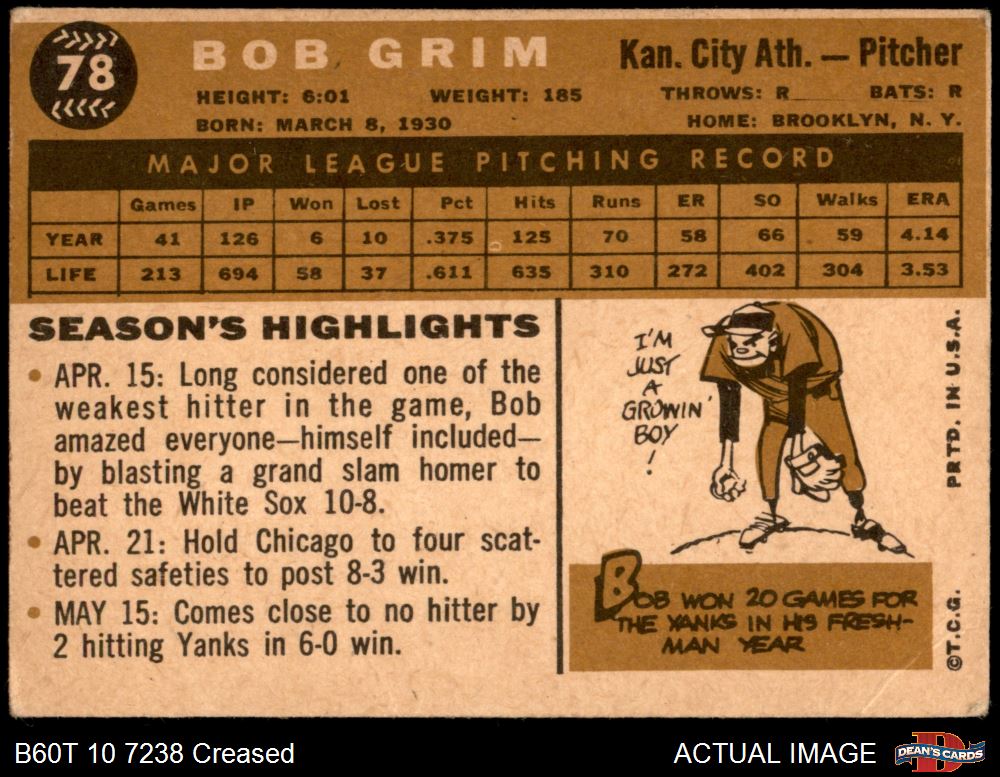 78
BOB GRIM
Kan. City Ath. — Pitcher
HEIGHT: 6:01 WEIGHT: 185 THROWS: R BATS: R
BORN: MARCH 8, 1930 HOME: BROOKLYN, N. Y.
MAJOR LEAGUE PITCHING RECORD
Games IP Won Lost Pct Hits Runs ER SO Walks ERA
YEAR 41 126 6 10 .375 125 70 58 66 59 4.14
LIFE 213 694 58 37 .611 635 310 272 402 304 3.53
SEASON'S HIGHLIGHTS
• APR. 15: Long considered one of the
weakest hitter in the game, Bob
amazed everyone—himself included—
by blasting a grand slam homer to
beat the White Sox 10-8.
• APR. 21: Hold Chicago to four scat-
tered safeties to post 8-3 win.
• MAY 15: Comes close to no hitter by
2 hitting Yanks in 6-0 win.
I'M
JUST
A
GROWIN'
BOY
!
BOB WON 20 GAMES FOR
THE YANKS IN HIS FRESH-
MAN YEAR
©T.C.G. PRTD. IN U.S.A.
B60T 10 7238 Creased
ACTUAL IMAGE
DEAN'S CARDS